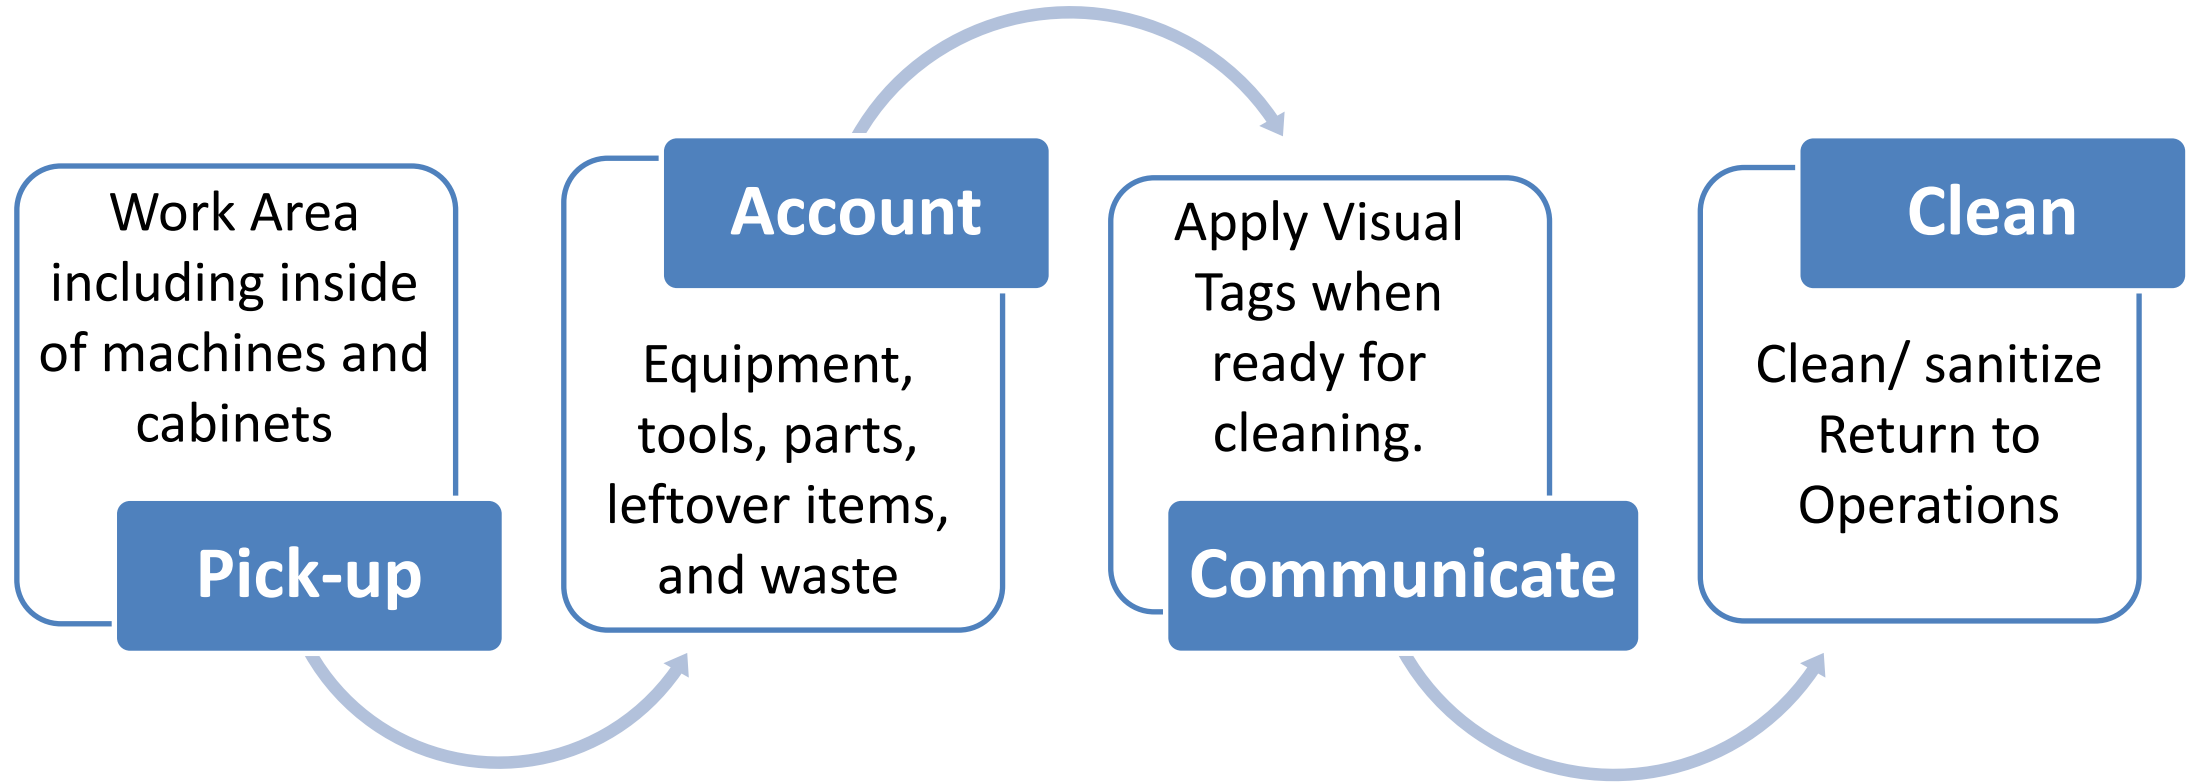 Work Area
including inside
of machines and
cabinets
Pick-up
Account
Equipment,
tools, parts,
leftover items,
and waste
Apply Visual
Tags when
ready for
cleaning.
Communicate
Clean
Clean/ sanitize
Return to
Operations